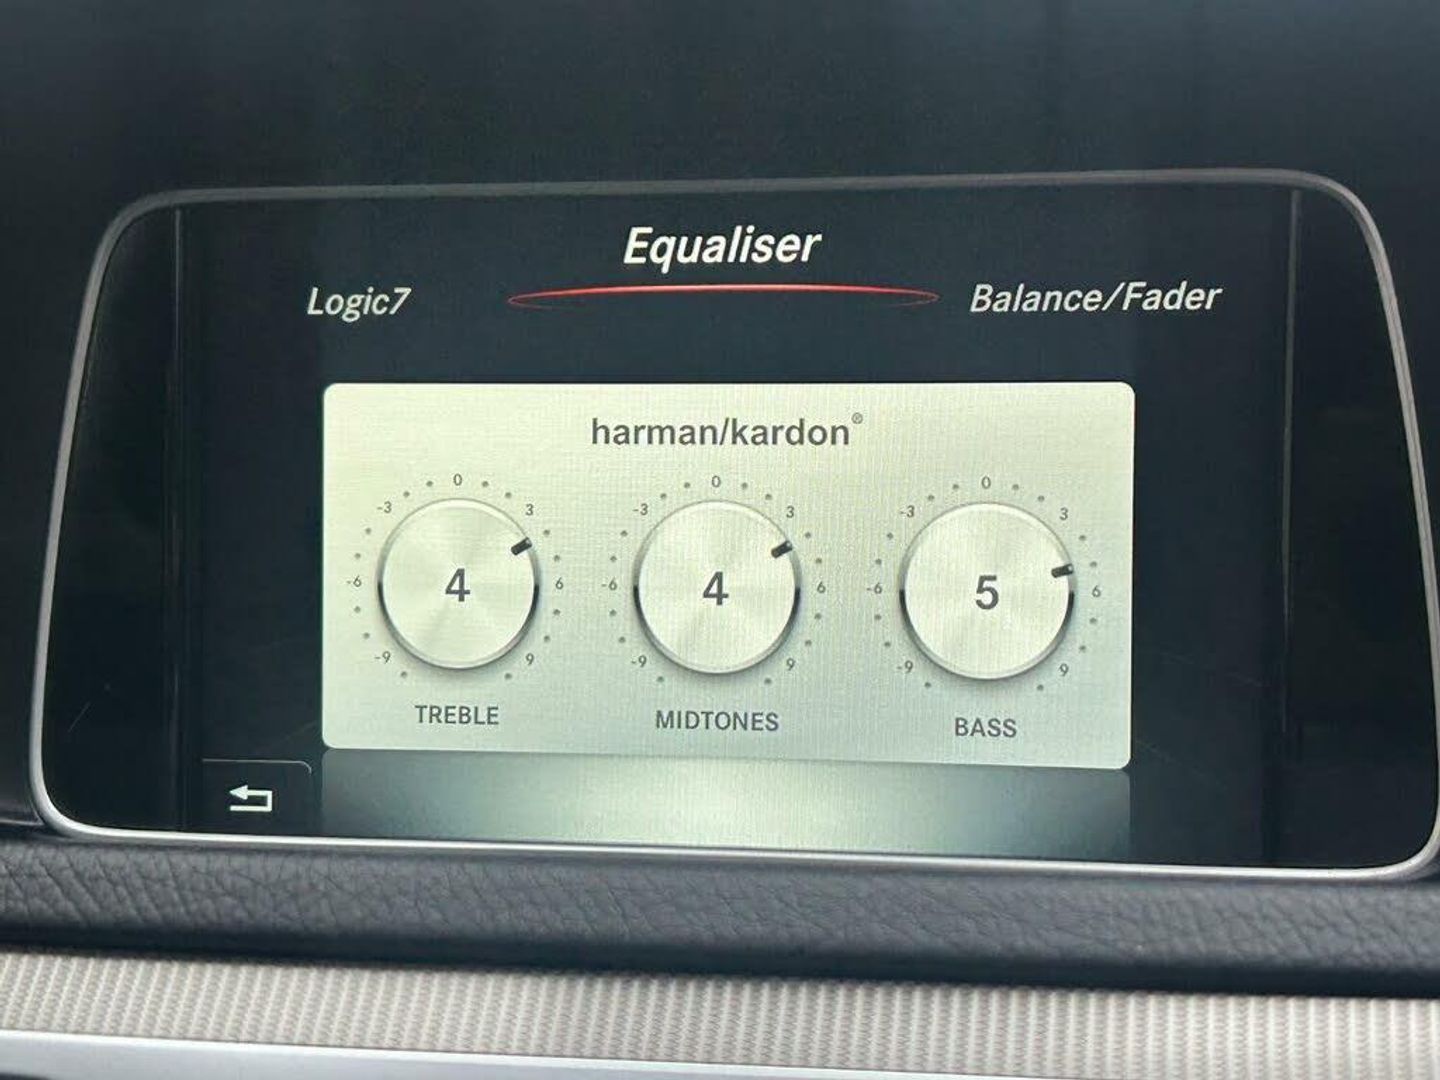 Equaliser
Logic7 Balance/Fader
harman/kardon®
0 0 0
-3 3 -3 3 -3 3
4 4 5
-6 6 -6 6 -6 6
-9 9 -9 9 -9 9
TREBLE MIDTONES BASS